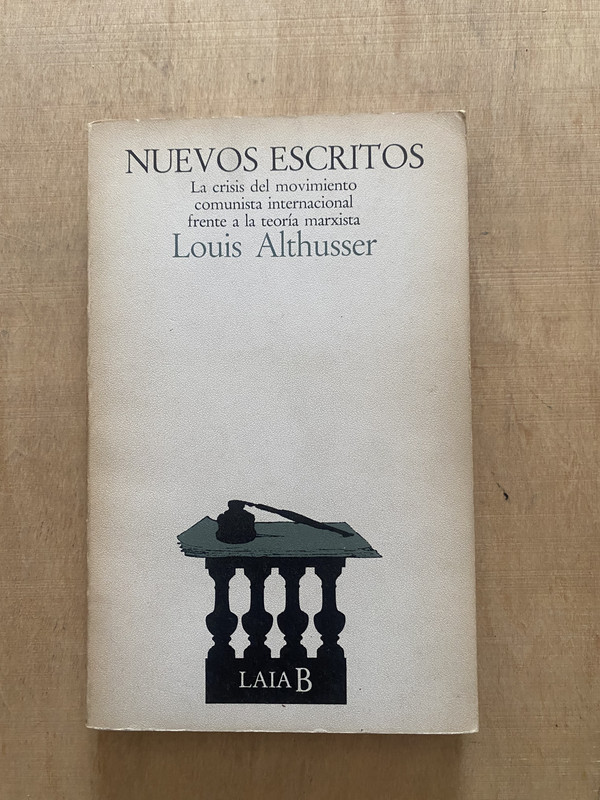 NUEVOS ESCRITOS
La crisis del movimiento
comunista internacional
frente a la teoría marxista
Louis Althusser
LAIA B